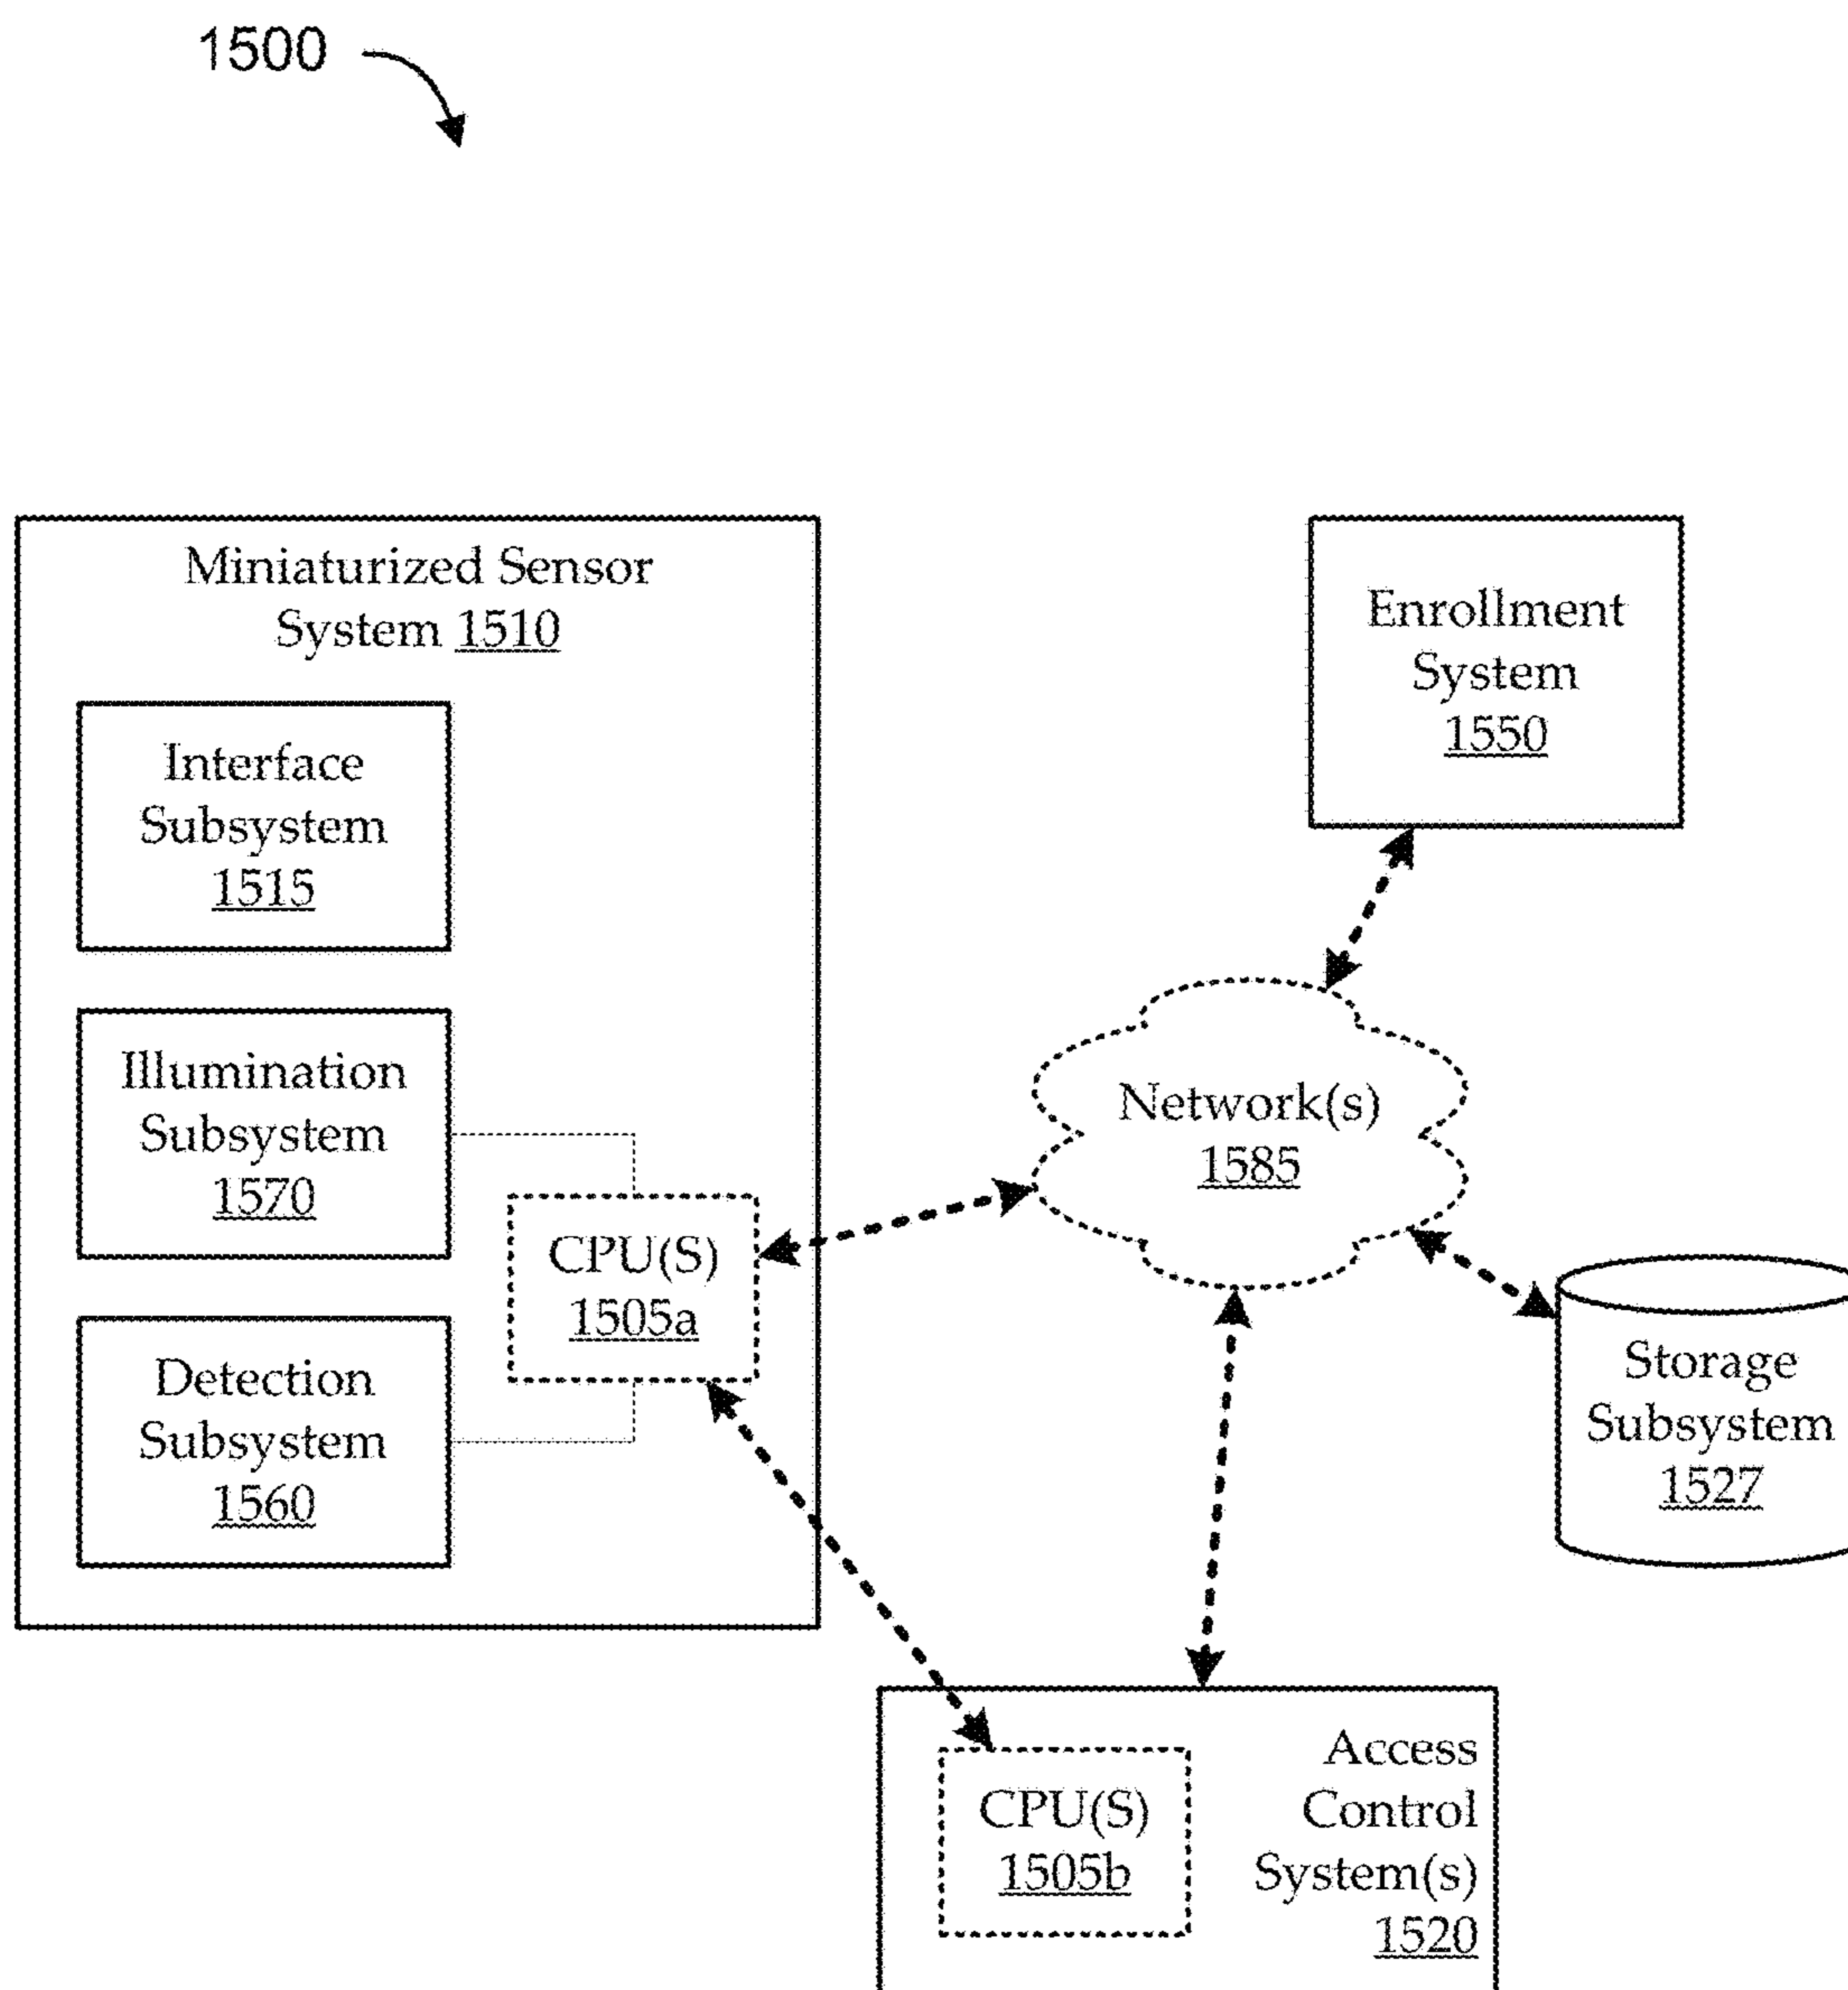 1500
Miniaturized Sensor
System 1510
Interface
Subsystem
1515
Illumination
Subsystem
1570
Detection
Subsystem
1560
CPU(S)
1505a
Enrollment
System
1550
Network(s)
1585
Storage
Subsystem
1527
CPU(S)
1505b
Access
Control
System(s)
1520